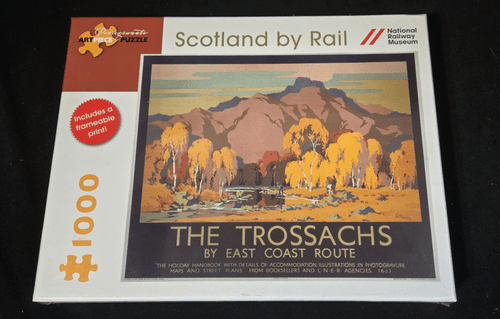 Pomegranate
ARTPIECE PUZZLE
Scotland by Rail
National
Railway
Museum
Includes a
frameable
print!
1000
THE TROSSACHS
BY EAST COAST ROUTE
"THE HOLIDAY HANDBOOK" WITH DETAILS OF ACCOMMODATION ILLUSTRATIONS IN PHOTOGRAVURE
MAPS AND STREET PLANS FROM BOOKSELLERS AND L·N·E·R AGENCIES